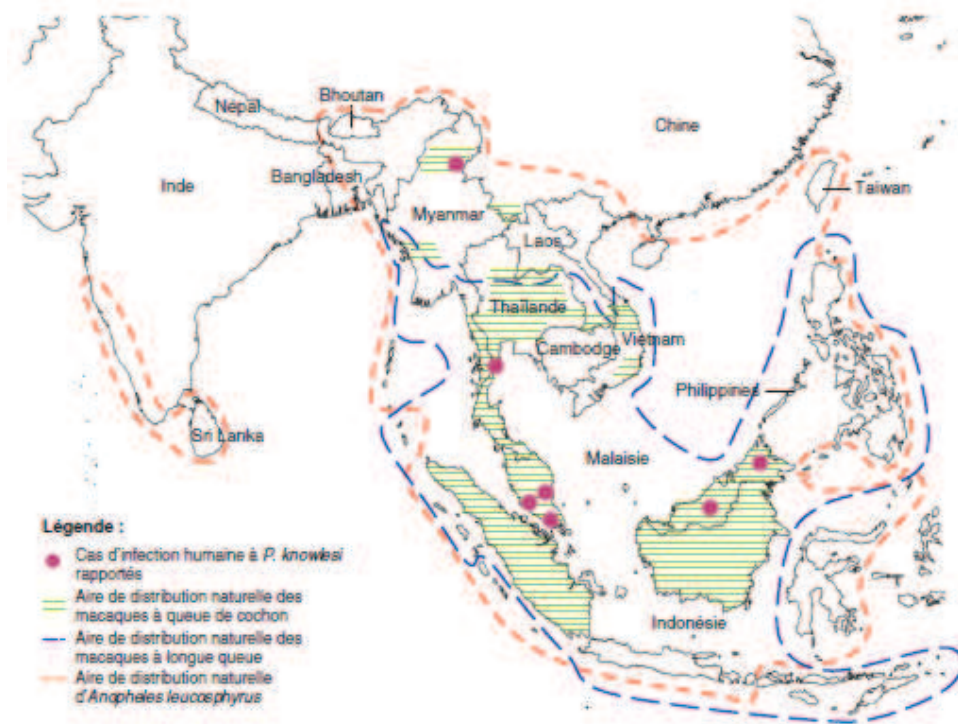 Bhoutan
Népal
Chine
Bangladesh
Inde
Taiwan
Myanmar
Laos
Thaïlande
Cambodge
Vietnam
Philippines
Sri Lanka
Malaisie
Légende :
Cas d'infection humaine à P. knowlesi
rapportés
Aire de distribution naturelle des
macaques à queue de cochon
Indonésie
Aire de distribution naturelle des
macaques à longue queue
Aire de distribution naturelle
d'Anopheles leucosphyrus